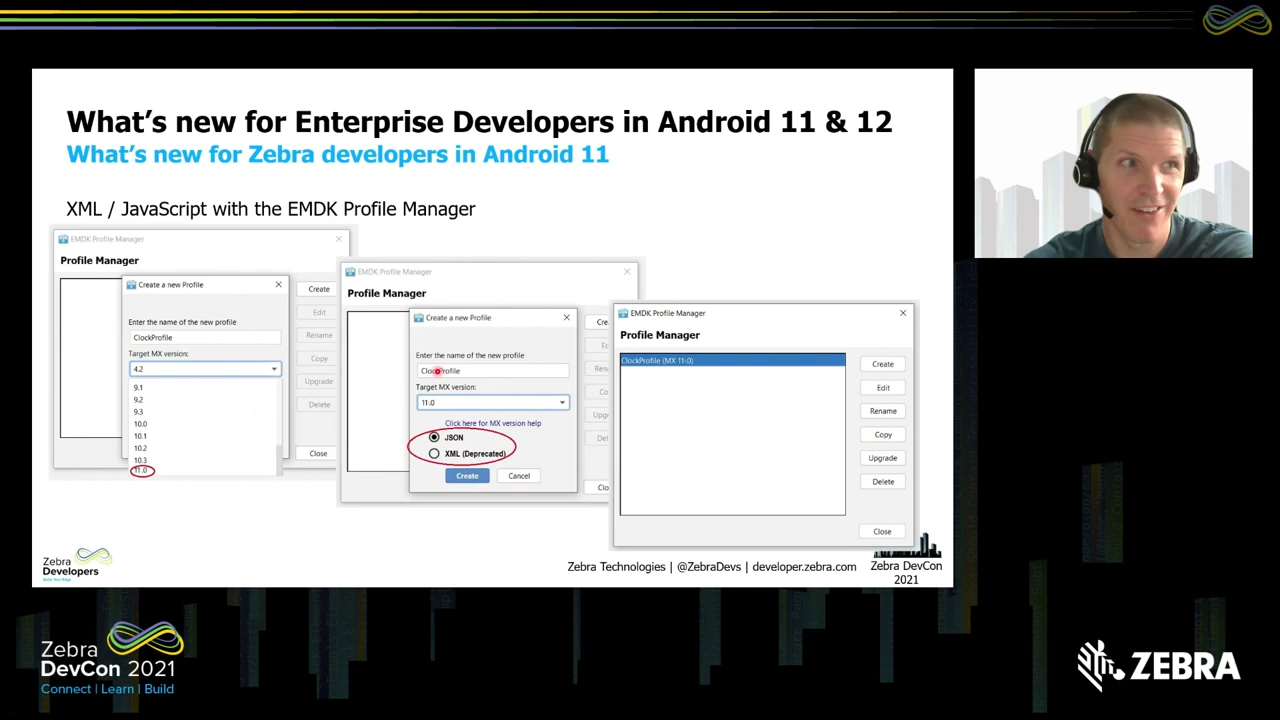 What's new for Enterprise Developers in Android 11 & 12
What's new for Zebra developers in Android 11
XML / JavaScript with the EMDK Profile Manager
EMDK Profile Manager
Profile Manager
Create a new Profile
Enter the name of the new profile
ClockProfile
Target MX version:
4.2
9.1
9.2
9.3
10.0
10.1
10.2
10.3
11.0
Create
Edit
Rename
Copy
Upgrade
Delete
Close
EMDK Profile Manager
Profile Manager
Create a new Profile
Enter the name of the new profile
ClockProfile
Target MX version:
11.0
Click here for MX version help
JSON
XML (Deprecated)
Create
Cancel
EMDK Profile Manager
Profile Manager
ClockProfile (MX 11.0)
Create
Edit
Rename
Copy
Upgrade
Delete
Close
Zebra
Developers
Zebra Technologies | @ZebraDevs | developer.zebra.com
Zebra DevCon
2021
Zebra
DevCon 2021
Connect | Learn | Build
ZEBRA